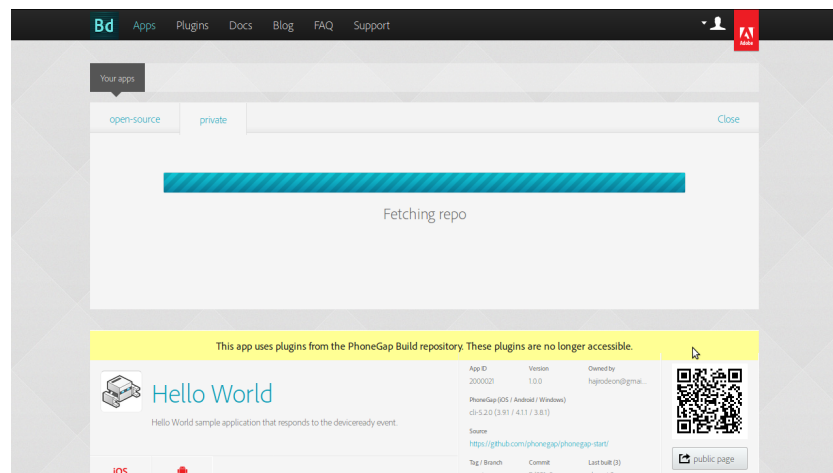 Bd Apps Plugins Docs Blog FAQ Support
Adobe
Your apps
open-source private Close
Fetching repo
This app uses plugins from the PhoneGap Build repository. These plugins are no longer accessible.
App ID Version Owned by
2000021 1.0.0 hajirodeon@gmai...
Hello World
PhoneGap (iOS / Android / Windows)
cli-5.2.0 (3.9.1 / 4.1.1 / 3.8.1)
Hello World sample application that responds to the deviceready event.
Source
https://github.com/phonegap/phonegap-start/
public page
Tag / Branch Commit Last built (3)
iOS